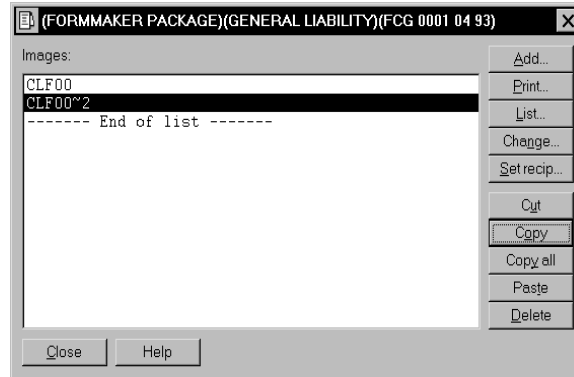 (FORMMAKER PACKAGE)(GENERAL LIABILITY)(FCG 0001 04 93)
Images:
CLF00
CLF00~2
------- End of list -------
Add...
Print...
List...
Change...
Set recip...
Cut
Copy
Copy all
Paste
Delete
Close
Help